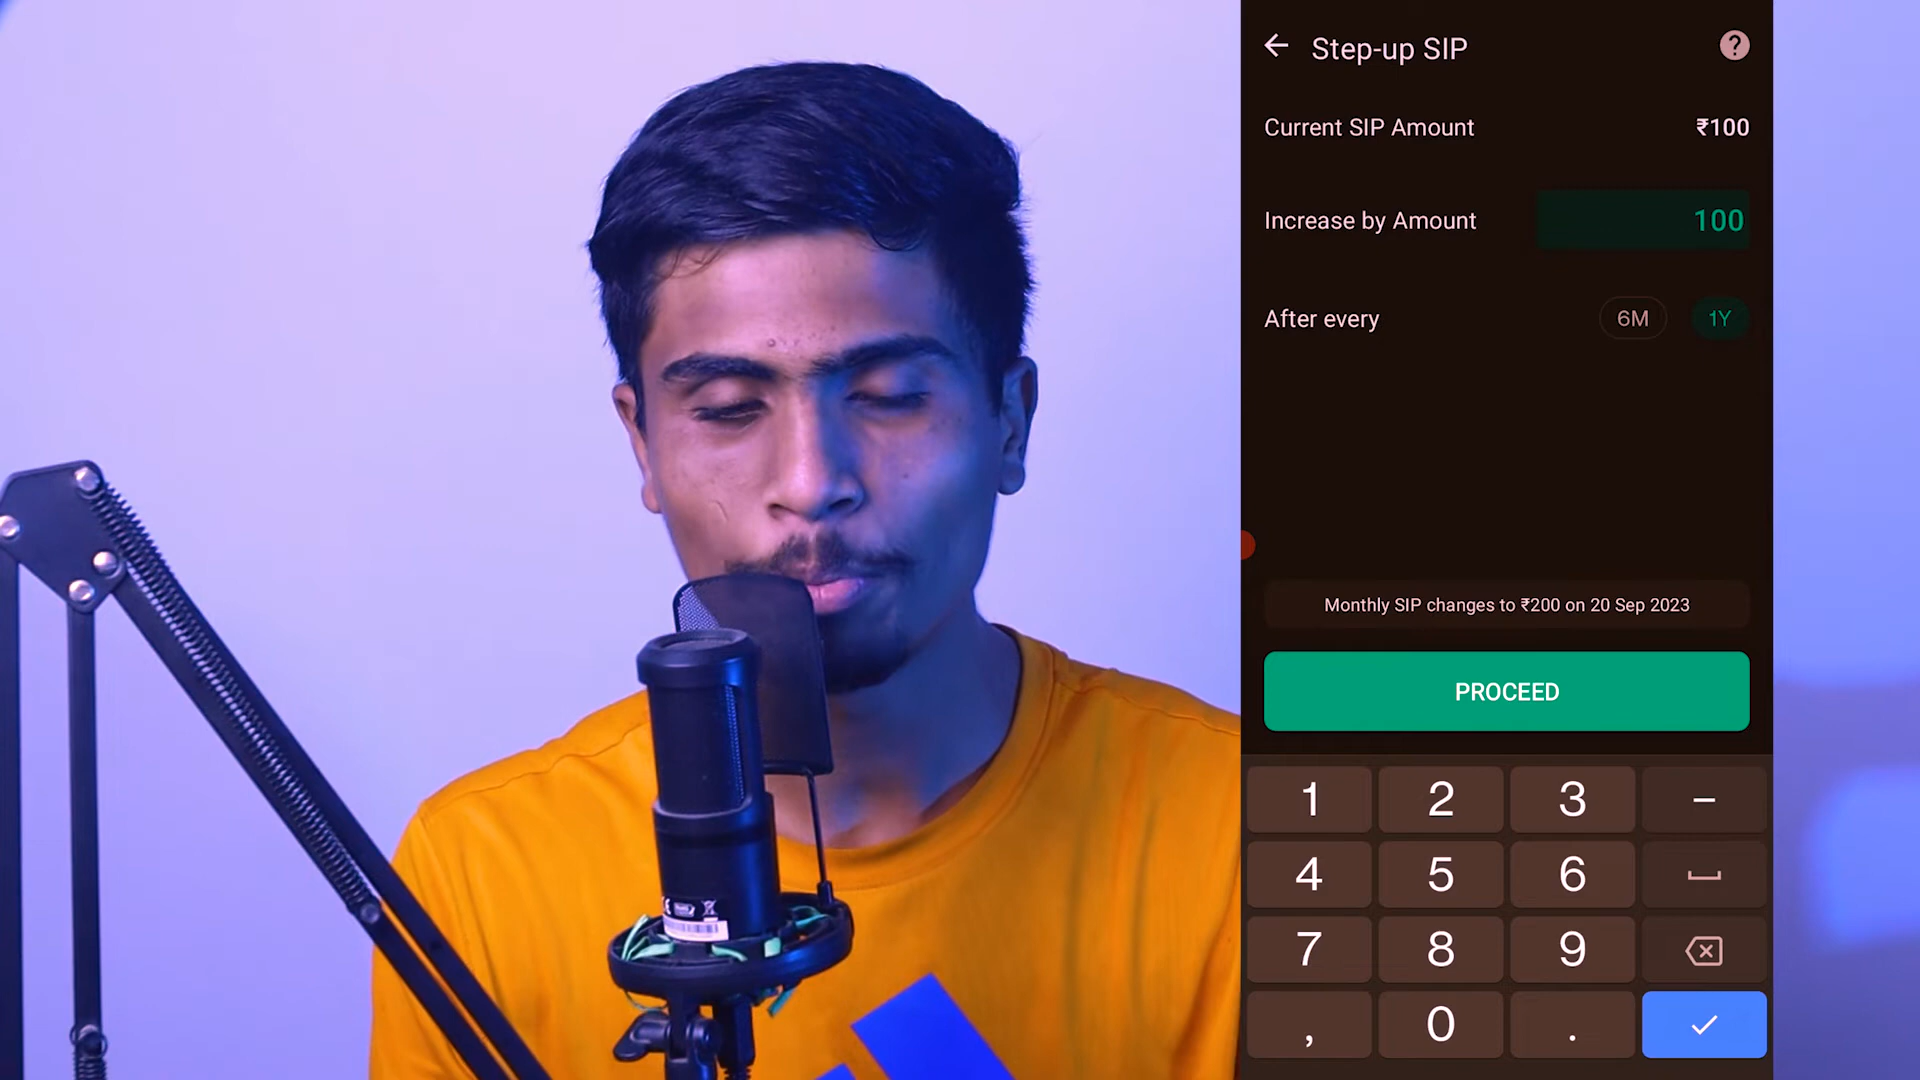 Step-up SIP
?
Current SIP Amount ₹100
Increase by Amount 100
After every 6M 1Y
Monthly SIP changes to ₹200 on 20 Sep 2023
PROCEED
1 2 3 –
4 5 6
7 8 9
, 0 .